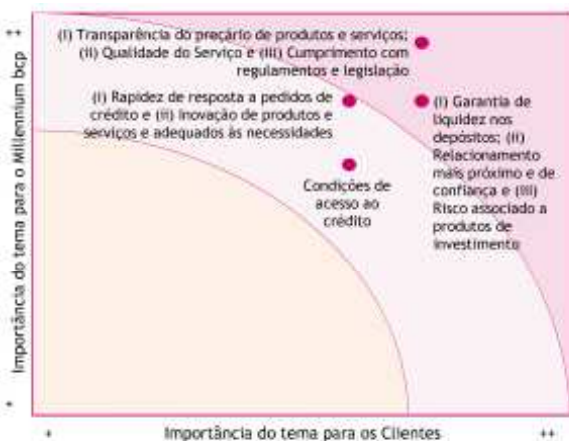 ++
(i) Transparência do preçário de produtos e serviços;
(ii) Qualidade do Serviço e (iii) Cumprimento com
regulamentos e legislação
(i) Rapidez de resposta a pedidos de
crédito e (ii) Inovação de produtos e
serviços e adequados às necessidades
(i) Garantia de
liquidez nos
depósitos; (ii)
Relacionamento
mais próximo e de
confiança e (iii)
Risco associado a
produtos de
investimento
Condições de
acesso ao
crédito
Importância do tema para o Millennium bcp
+
+
Importância do tema para os Clientes
++